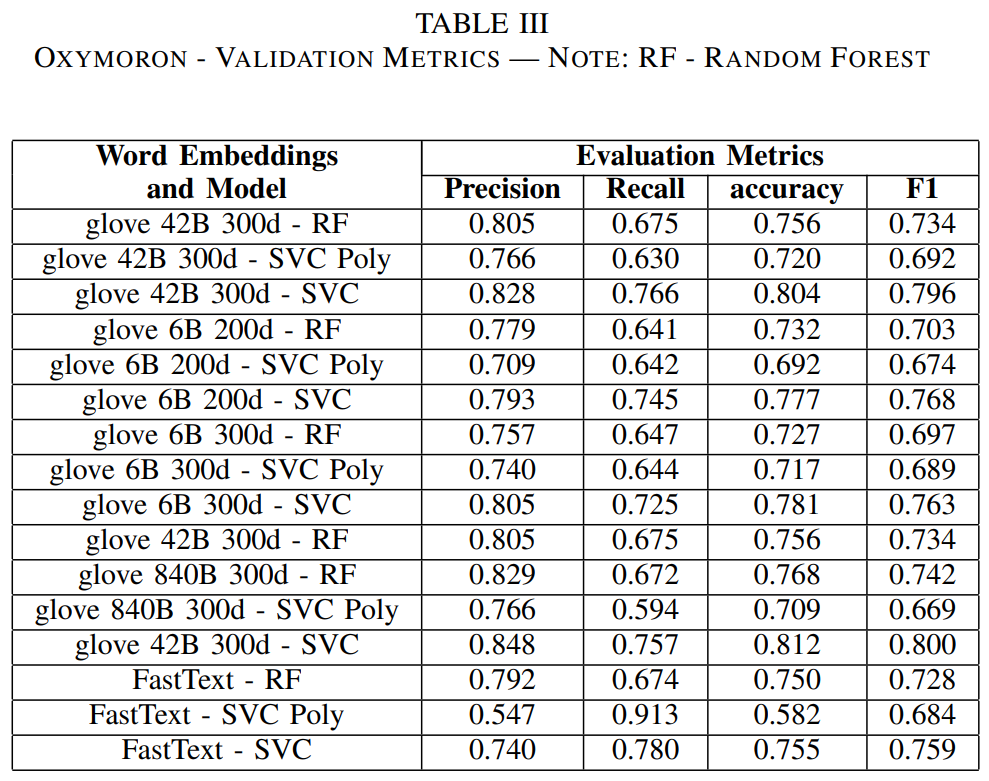 TABLE III
OXYMORON - VALIDATION METRICS — NOTE: RF - RANDOM FOREST
Word Embeddings and Model Evaluation Metrics
Precision Recall accuracy F1
glove 42B 300d - RF 0.805 0.675 0.756 0.734
glove 42B 300d - SVC Poly 0.766 0.630 0.720 0.692
glove 42B 300d - SVC 0.828 0.766 0.804 0.796
glove 6B 200d - RF 0.779 0.641 0.732 0.703
glove 6B 200d - SVC Poly 0.709 0.642 0.692 0.674
glove 6B 200d - SVC 0.793 0.745 0.777 0.768
glove 6B 300d - RF 0.757 0.647 0.727 0.697
glove 6B 300d - SVC Poly 0.740 0.644 0.717 0.689
glove 6B 300d - SVC 0.805 0.725 0.781 0.763
glove 42B 300d - RF 0.805 0.675 0.756 0.734
glove 840B 300d - RF 0.829 0.672 0.768 0.742
glove 840B 300d - SVC Poly 0.766 0.594 0.709 0.669
glove 42B 300d - SVC 0.848 0.757 0.812 0.800
FastText - RF 0.792 0.674 0.750 0.728
FastText - SVC Poly 0.547 0.913 0.582 0.684
FastText - SVC 0.740 0.780 0.755 0.759